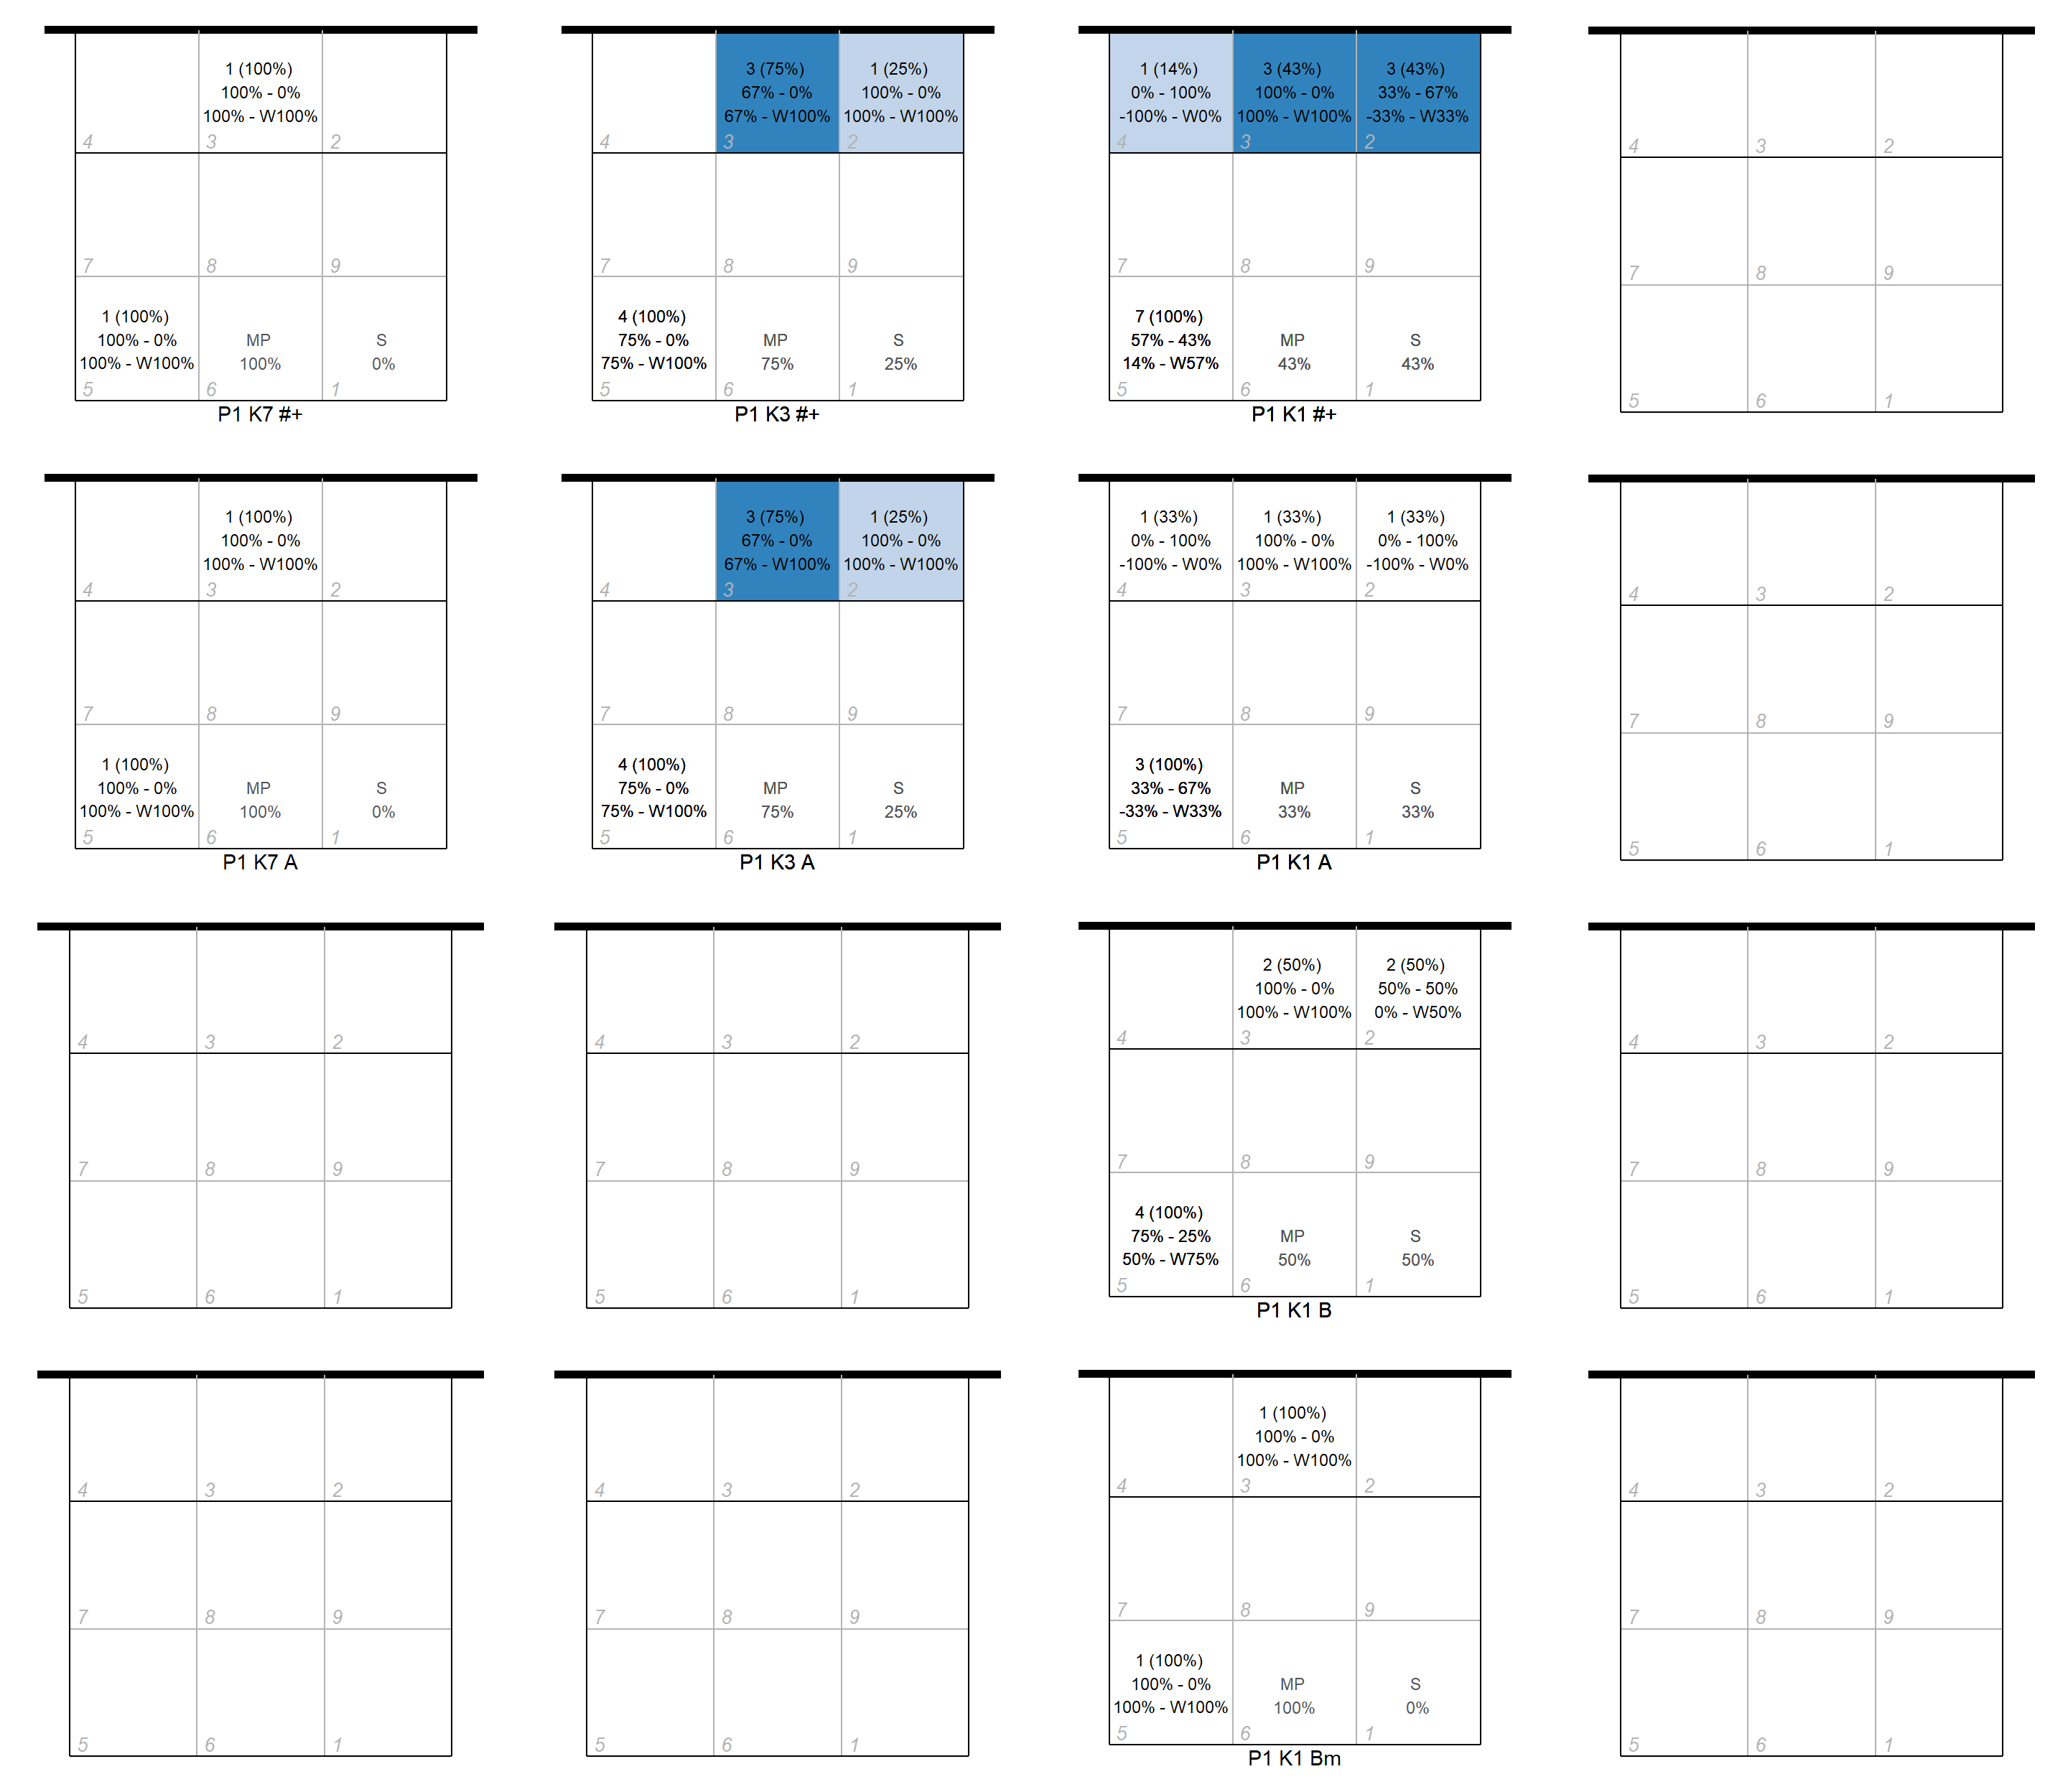 1 (100%)
100% - 0%
100% - W100%
4
3
2
7
8
9
1 (100%)
100% - 0%
100% - W100%
MP
100%
S
0%
5
6
1
P1 K7 #+
3 (75%)
67% - 0%
67% - W100%
1 (25%)
100% - 0%
100% - W100%
4
3
2
7
8
9
4 (100%)
75% - 0%
75% - W100%
MP
75%
S
25%
5
6
1
P1 K3 #+
1 (14%)
0% - 100%
-100% - W0%
3 (43%)
100% - 0%
100% - W100%
3 (43%)
33% - 67%
-33% - W33%
4
3
2
7
8
9
7 (100%)
57% - 43%
14% - W57%
MP
43%
S
43%
5
6
1
P1 K1 #+
4
3
2
7
8
9
5
6
1
1 (100%)
100% - 0%
100% - W100%
4
3
2
7
8
9
1 (100%)
100% - 0%
100% - W100%
MP
100%
S
0%
5
6
1
P1 K7 A
3 (75%)
67% - 0%
67% - W100%
1 (25%)
100% - 0%
100% - W100%
4
3
2
7
8
9
4 (100%)
75% - 0%
75% - W100%
MP
75%
S
25%
5
6
1
P1 K3 A
1 (33%)
0% - 100%
-100% - W0%
1 (33%)
100% - 0%
100% - W100%
1 (33%)
0% - 100%
-100% - W0%
4
3
2
7
8
9
3 (100%)
33% - 67%
-33% - W33%
MP
33%
S
33%
5
6
1
P1 K1 A
4
3
2
7
8
9
5
6
1
4
3
2
7
8
9
5
6
1
4
3
2
7
8
9
5
6
1
2 (50%)
100% - 0%
100% - W100%
2 (50%)
50% - 50%
0% - W50%
4
3
2
7
8
9
4 (100%)
75% - 25%
50% - W75%
MP
50%
S
50%
5
6
1
P1 K1 B
4
3
2
7
8
9
5
6
1
4
3
2
7
8
9
5
6
1
4
3
2
7
8
9
5
6
1
1 (100%)
100% - 0%
100% - W100%
4
3
2
7
8
9
1 (100%)
100% - 0%
100% - W100%
MP
100%
S
0%
5
6
1
P1 K1 Bm
4
3
2
7
8
9
5
6
1